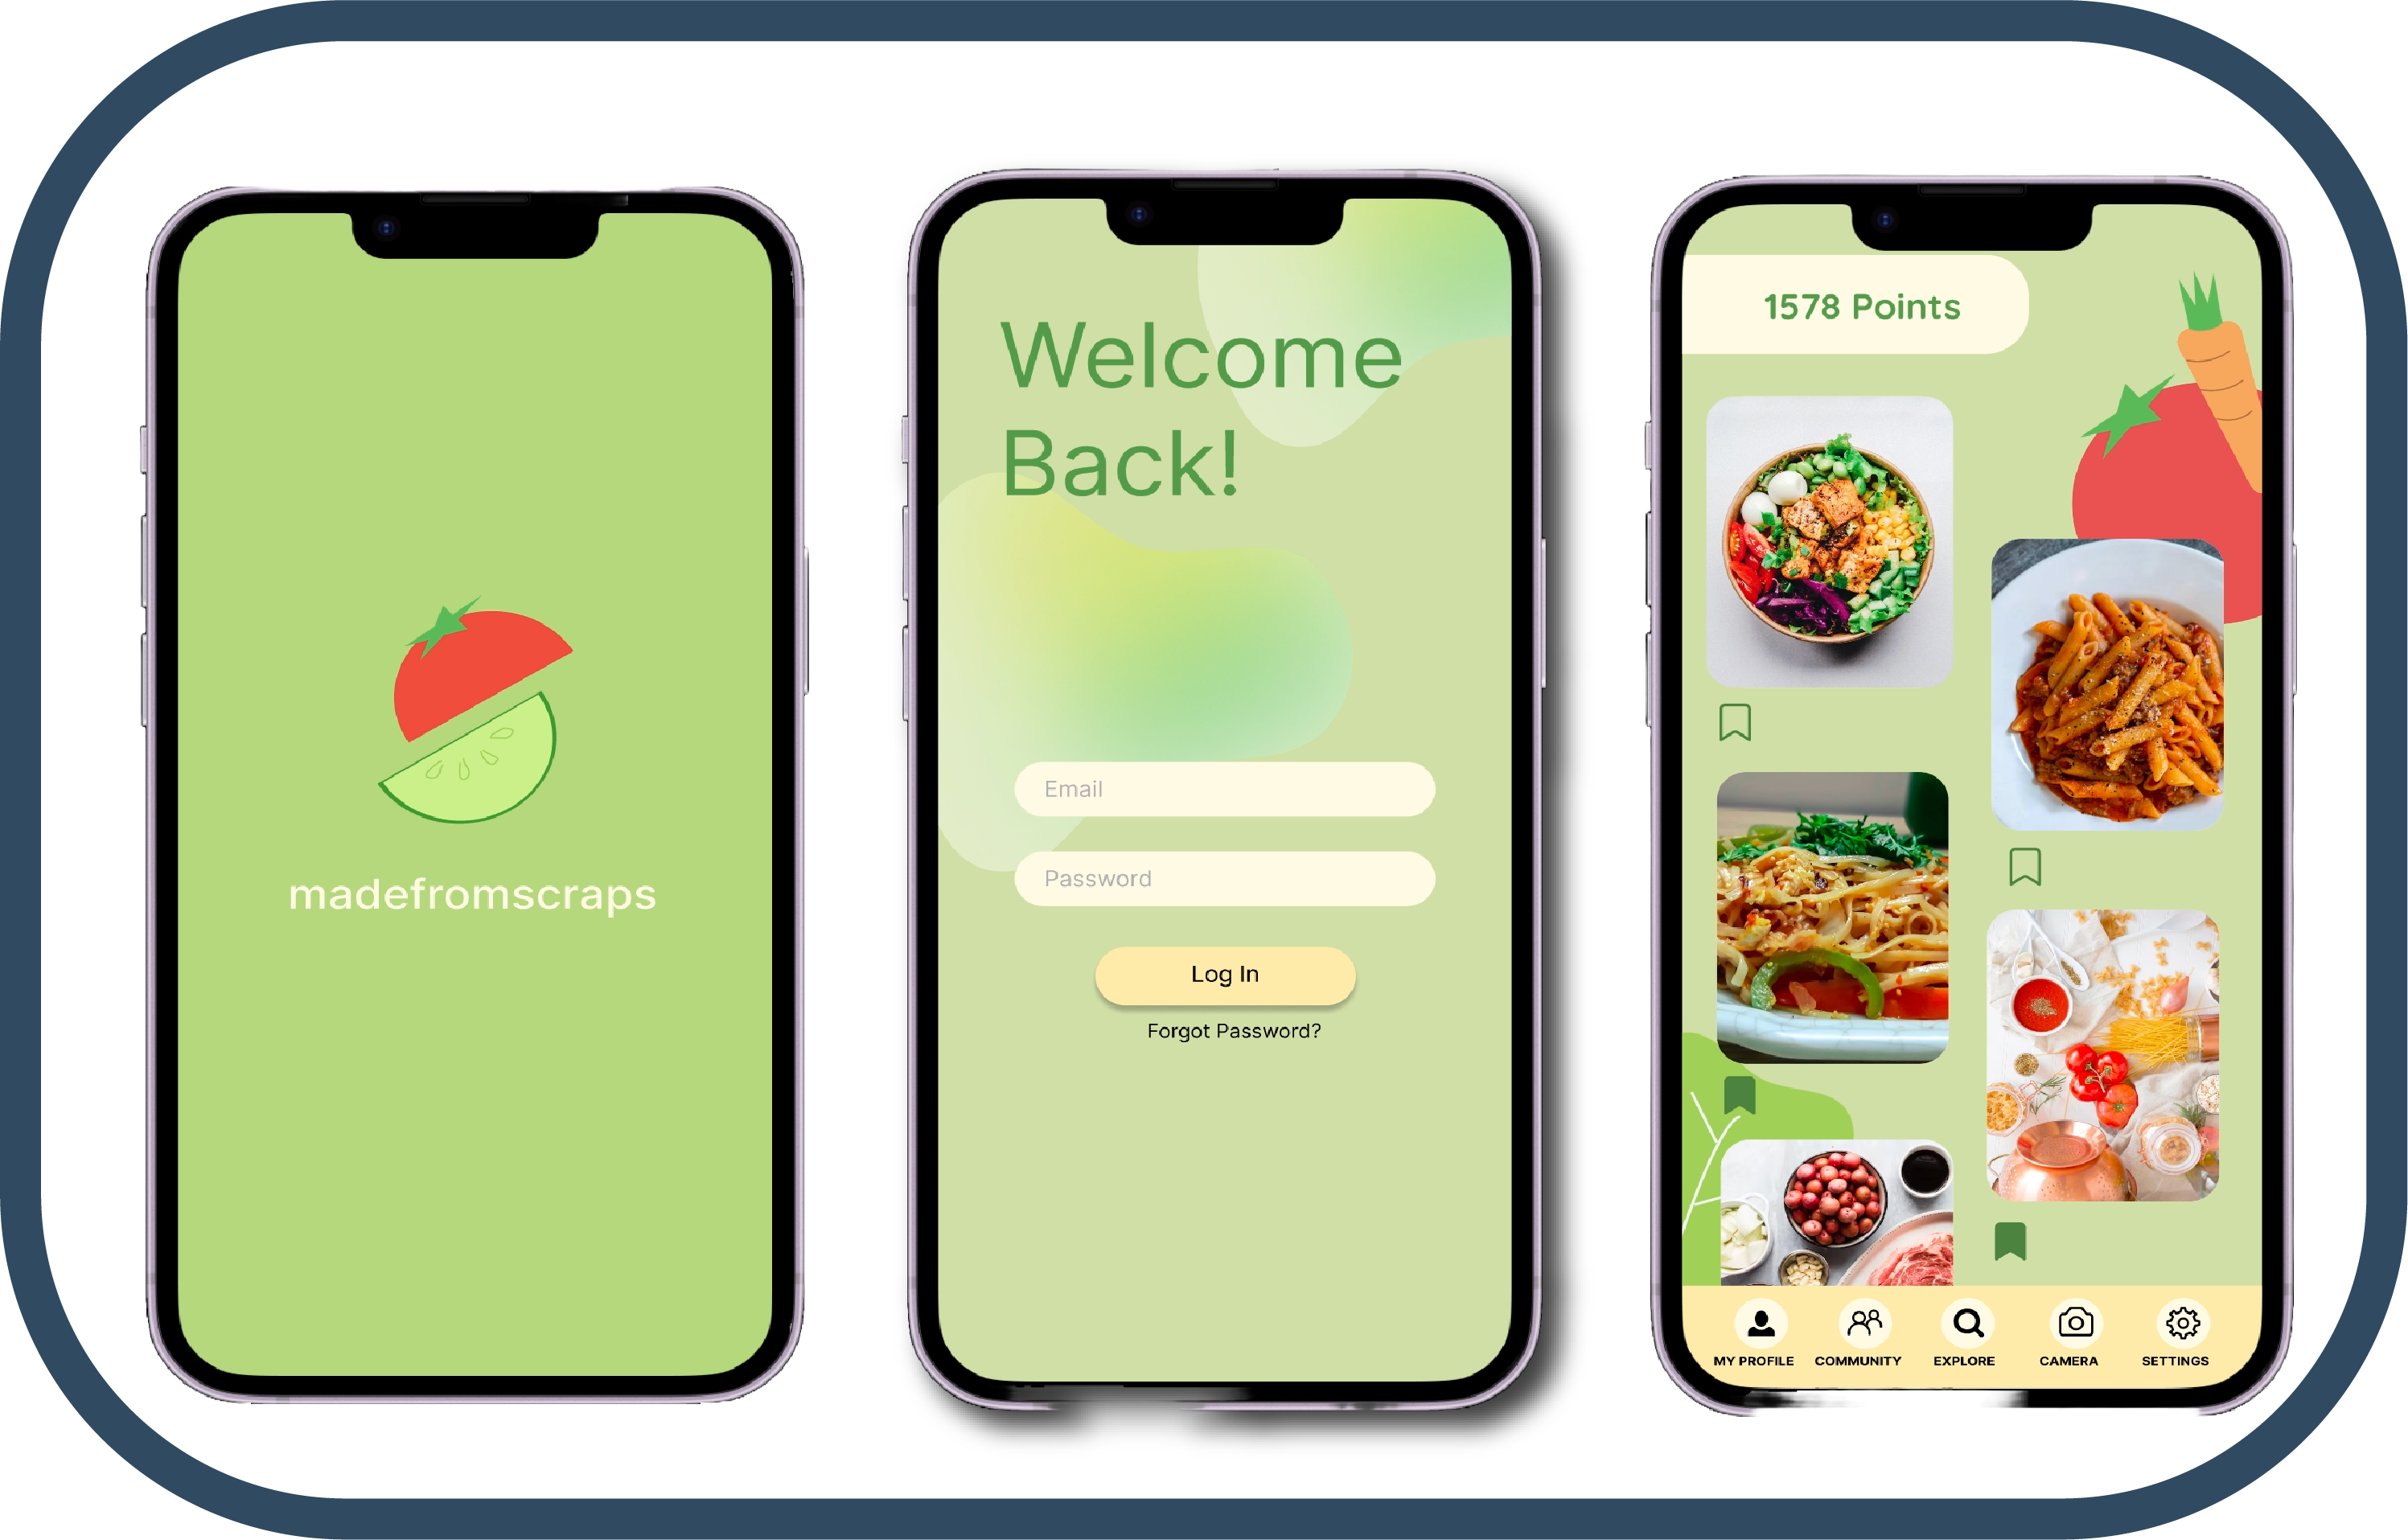 madefromscraps
Welcome
Back!
Email
Password
Log In
Forgot Password?
1578 Points
MY PROFILE
COMMUNITY
EXPLORE
CAMERA
SETTINGS